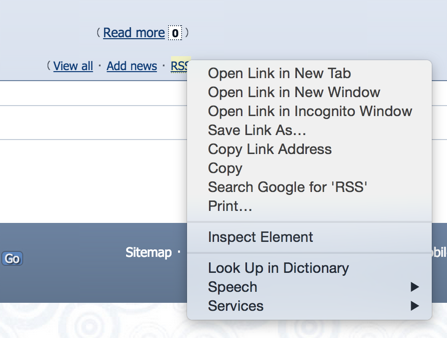 ( Read more 0 )
( View all · Add news · RSS
Open Link in New Tab
Open Link in New Window
Open Link in Incognito Window
Save Link As...
Copy Link Address
Copy
Search Google for 'RSS'
Print...
Inspect Element
Look Up in Dictionary
Speech
Services
Go
Sitemap ·